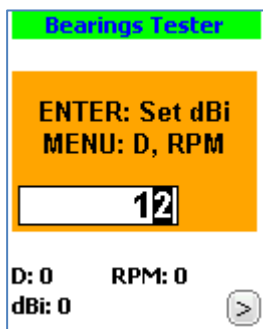 Bearings Tester
ENTER: Set dBi
MENU: D, RPM
12
D: 0 RPM: 0
dBi: 0 >